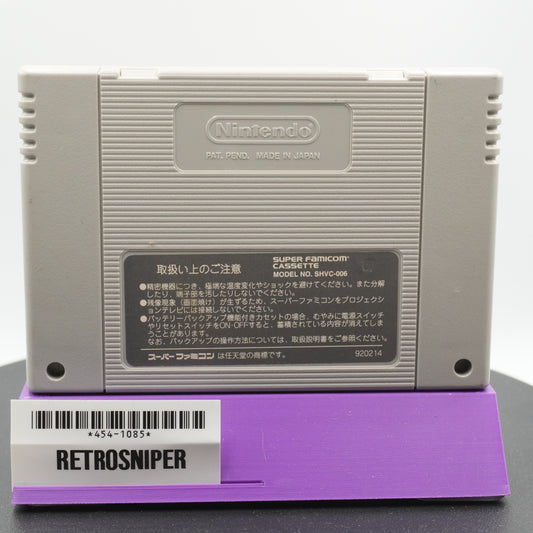 Nintendo
PAT. PEND. MADE IN JAPAN
取扱い上のご注意
SUPER FAMICOM
CASSETTE
MODEL NO. SHVC-006
●精密機器につき、極端な温度変化やショックを避けてください。また分解
したり、端子部を汚したりしないでください。
●残像現象(画面焼け)が生ずるため、スーパーファミコンをプロジェクショ
ンテレビには接続しないでください。
●バッテリーバックアップ機能付きカセットの場合、むやみに電源スイッチ
やリセットスイッチをON・OFFすると、蓄積されている内容が消えてしま
うことがあります。
なお、バックアップの操作方法については、取扱説明書をご参照ください。
スーパーファミコン は任天堂の商標です。
920214
*454-1085*
RETROSNIPER